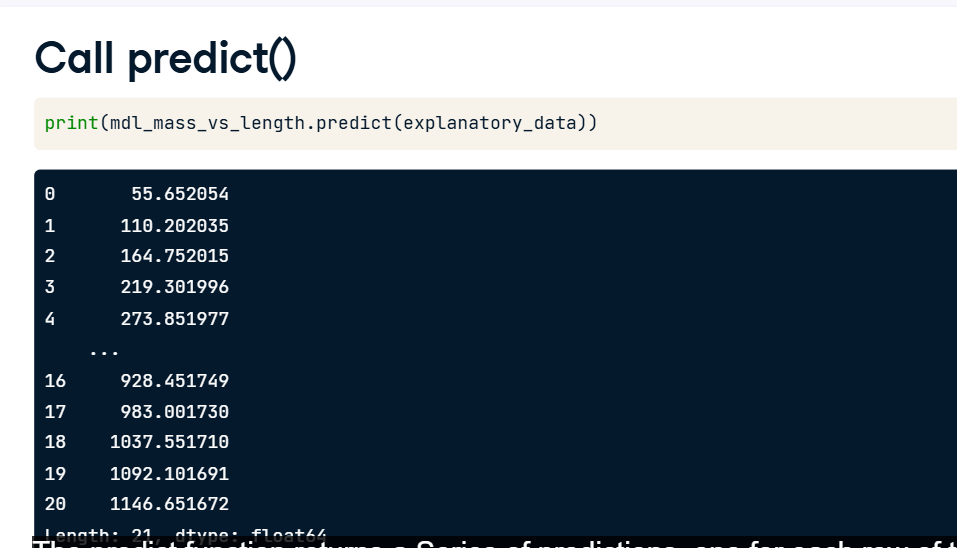 Call predict()
print(mdl_mass_vs_length.predict(explanatory_data))
0 55.652054
1 110.202035
2 164.752015
3 219.301996
4 273.851977
...
16 928.451749
17 983.001730
18 1037.551710
19 1092.101691
20 1146.651672
Length: 21, dtype: float64
The predict function returns a Series of predictions, one for each row of t